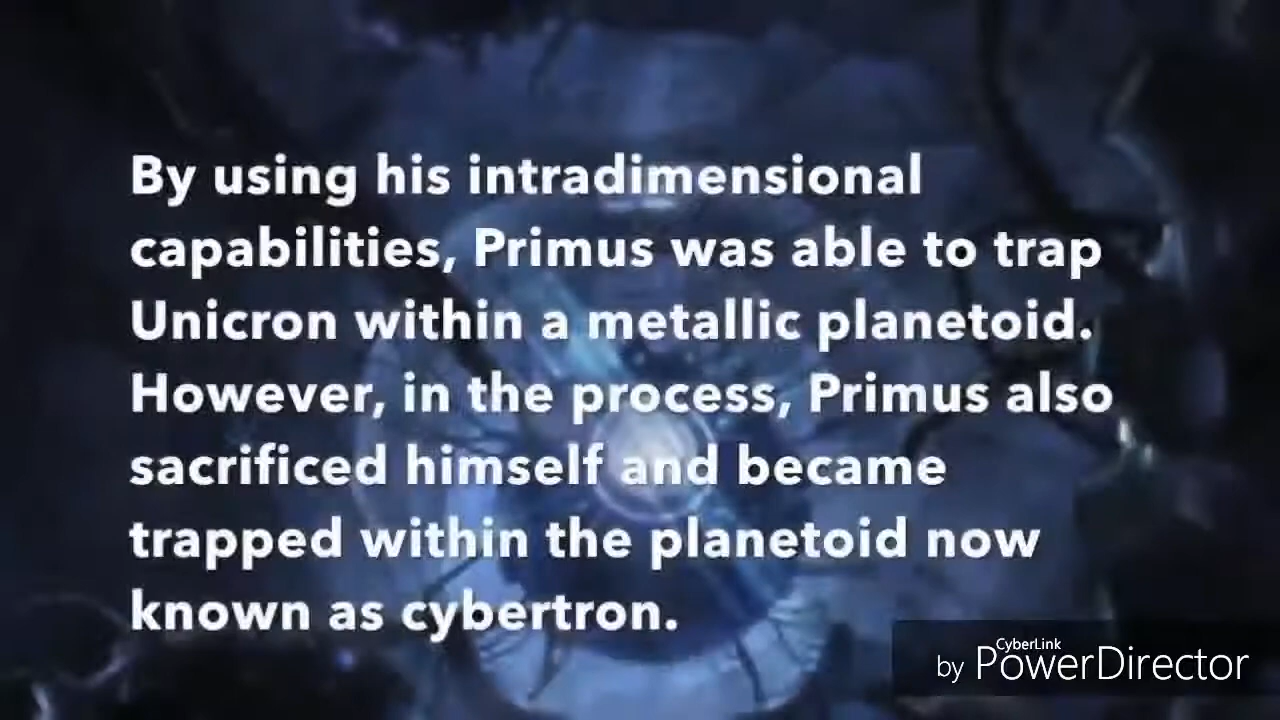 By using his intradimensional
capabilities, Primus was able to trap
Unicron within a metallic planetoid.
However, in the process, Primus also
sacrificed himself and became
trapped within the planetoid now
known as cybertron.
CyberLink
by PowerDirector